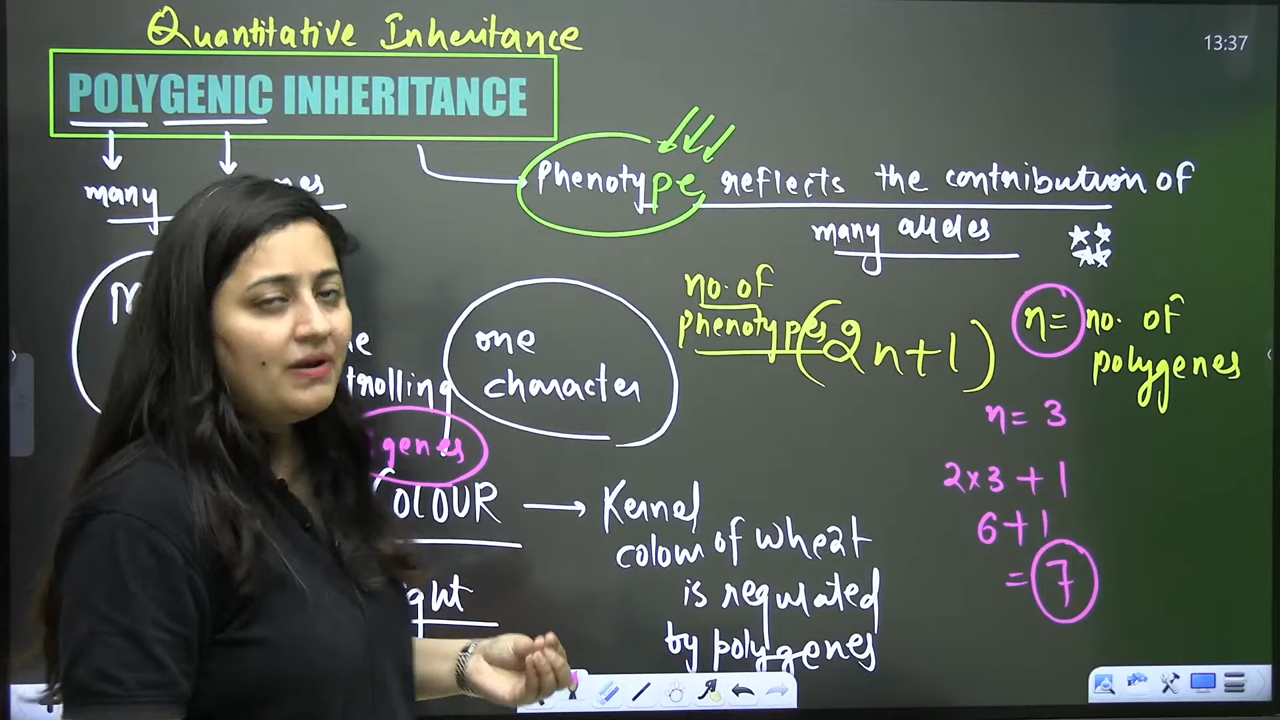 Quantitative Inheritance
13:37
POLYGENIC INHERITANCE
Phenotype reflects the contribution of
many alleles
many
one
character
no. of
phenotypes (2n+1)
n= no. of
polygenes
n= 3
2x3 + 1
6+1
= 7
genes
COLOUR → Kernel
colour of wheat
is regulated
by polygenes